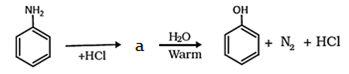 NH₂ OH
+HCl a H₂O Warm + N₂ + HCl